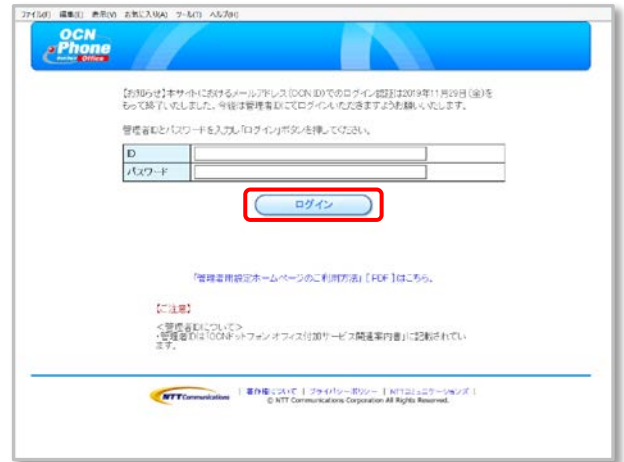 ファイル(F) 編集(E) 表示(V) お気に入り(A) ツール(T) ヘルプ(H)
OCN
.Phone
Office
【お知らせ】本サイトにおけるメールアドレス(OCN ID)でのログイン認証は2019年11月29日(金)を
もって終了いたしました。今後は管理者IDにてログインいただきますようお願いいたします。
管理者IDとパスワードを入力し「ログイン」ボタンを押してください。
ID
パスワード
ログイン
「管理者用設定ホームページのご利用方法」[PDF]はこちら。
【ご注意】
<管理者IDについて>
・管理者IDは「OCNドットフォン オフィス付加サービス関連案内書」に記載されてい
ます。
NTT Communications | 著作権について | プライバシーポリシー | NTTコミュニケーションズ |
© NTT Communications Corporation All Rights Reserved.